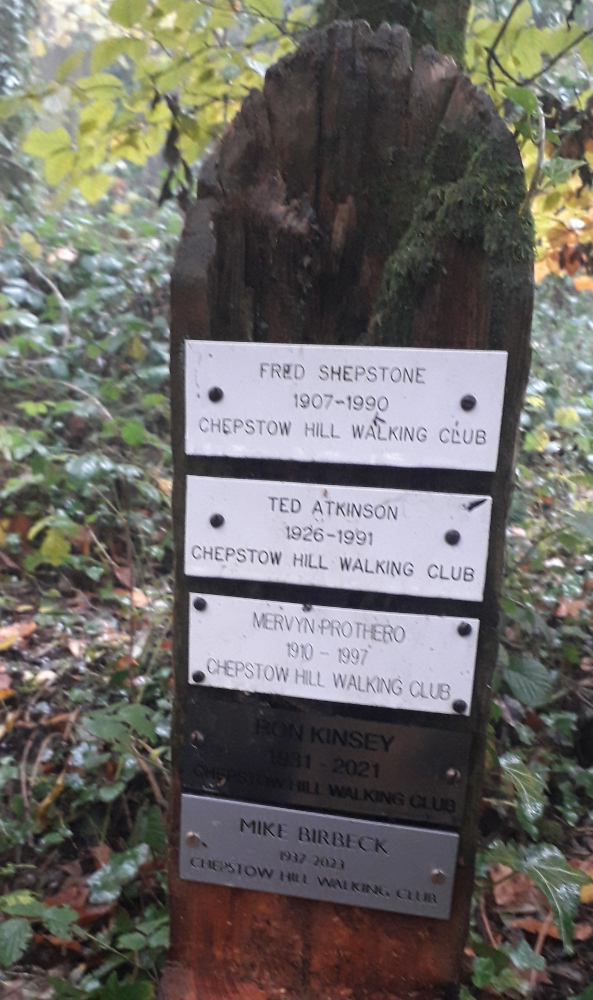 FRED SHEPSTONE
1907-1990
CHEPSTOW HILL WALKING CLUB
TED ATKINSON
1926-1991
CHEPSTOW HILL WALKING CLUB
MERVYN PROTHERO
1910 - 1997
CHEPSTOW HILL WALKING CLUB
RON KINSEY
1931 - 2021
CHEPSTOW HILL WALKING CLUB
MIKE BIRBECK
1937-2023
CHEPSTOW HILL WALKING CLUB